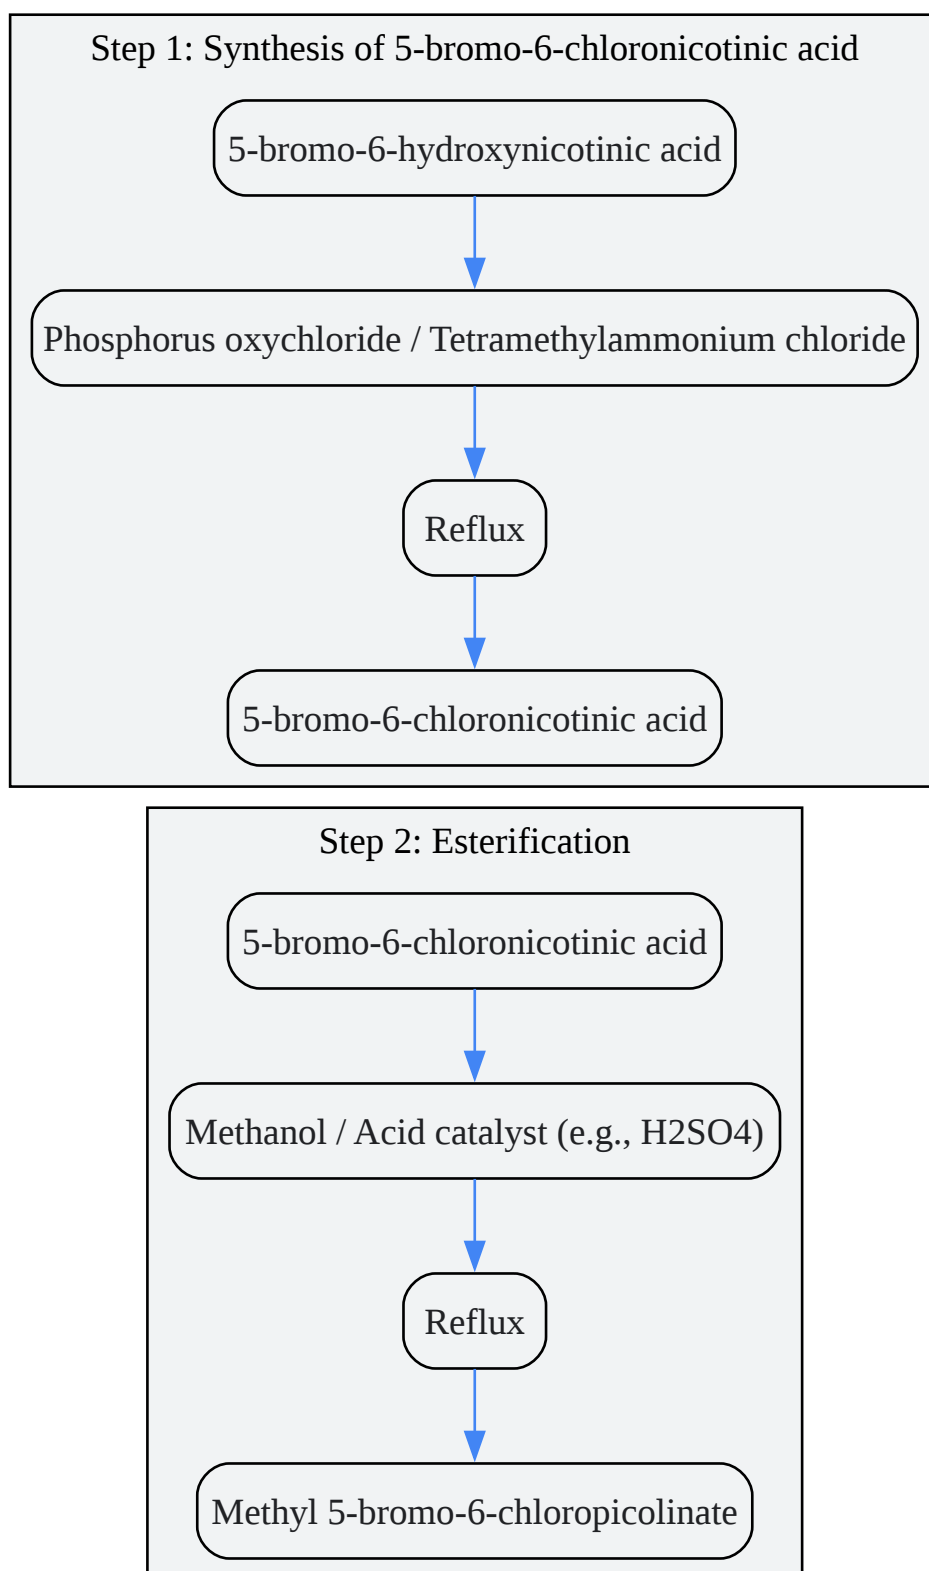 Step 1: Synthesis of 5-bromo-6-chloronicotinic acid
5-bromo-6-hydroxynicotinic acid
Phosphorus oxychloride / Tetramethylammonium chloride
Reflux
5-bromo-6-chloronicotinic acid
Step 2: Esterification
5-bromo-6-chloronicotinic acid
Methanol / Acid catalyst (e.g., H2SO4)
Reflux
Methyl 5-bromo-6-chloropicolinate